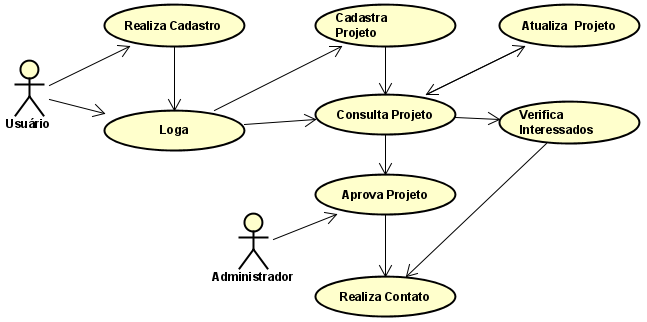 Realiza Cadastro
Cadastra
Projeto
Atualiza Projeto
Usuário
Loga
Consulta Projeto
Verifica
Interessados
Aprova Projeto
Administrador
Realiza Contato